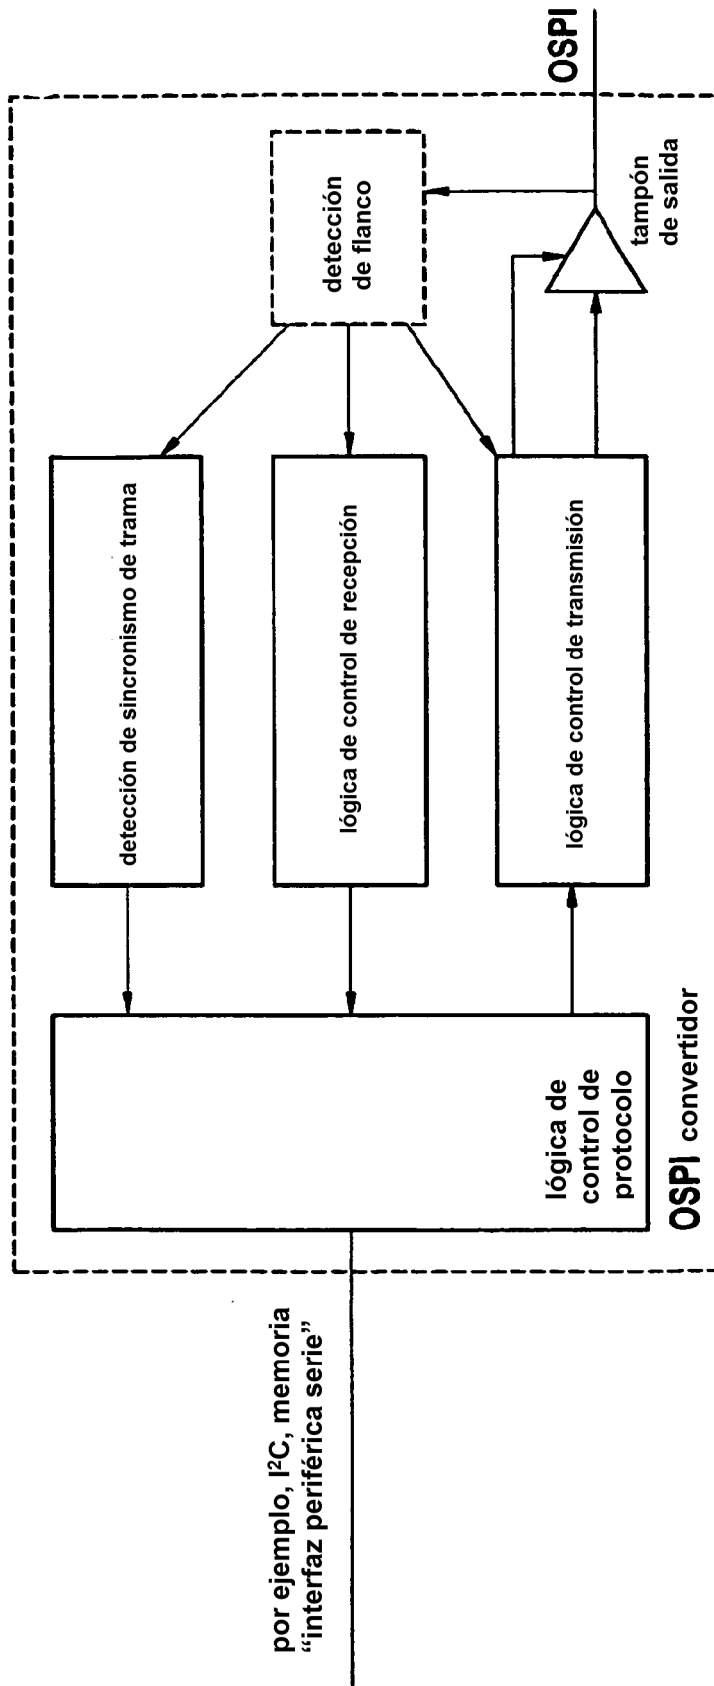 por ejemplo, I²C, memoria
“interfaz periférica serie”
OSPI convertidor
lógica de
control de
protocolo
detección de sincronismo de trama
lógica de control de recepción
lógica de control de transmisión
detección
de flanco
tampón
de salida
OSPI